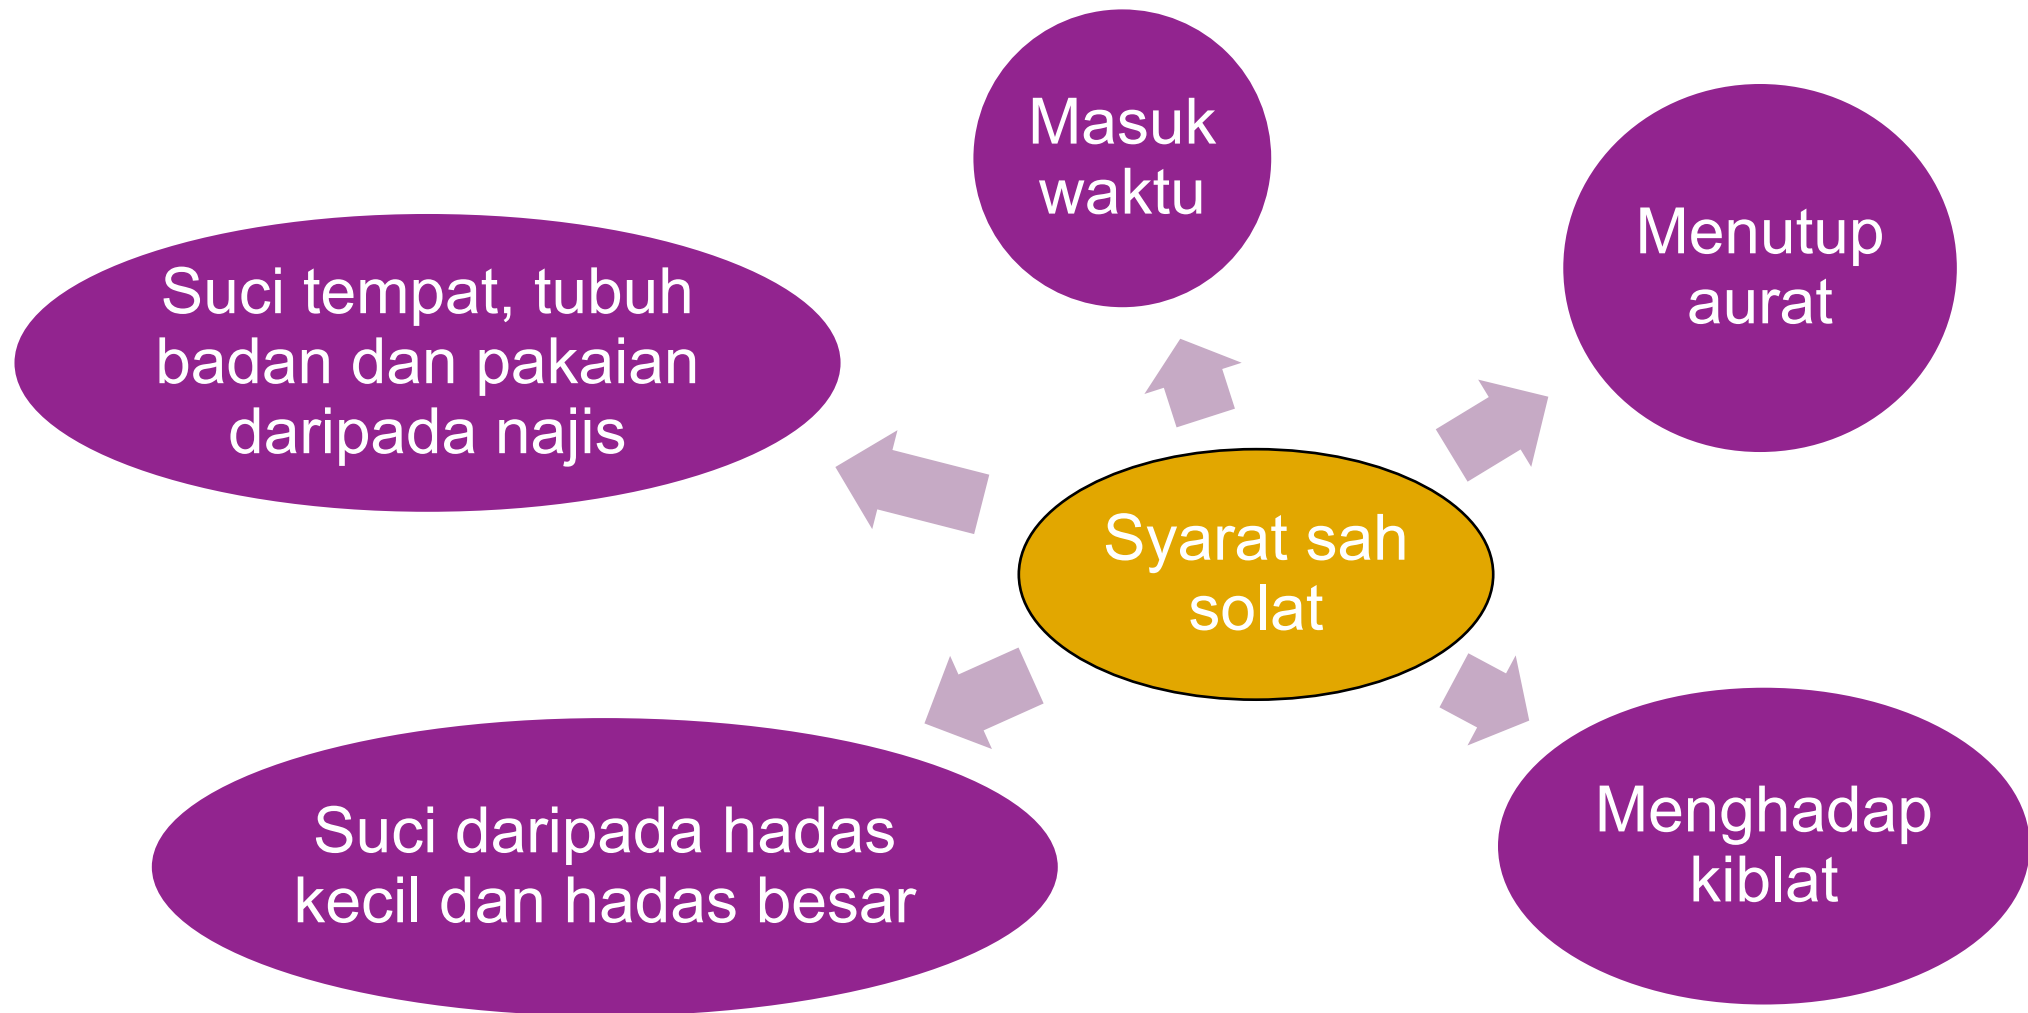 Masuk
waktu
Menutup
aurat
Suci tempat, tubuh
badan dan pakaian
daripada najis
Syarat sah
solat
Suci daripada hadas
kecil dan hadas besar
Menghadap
kiblat